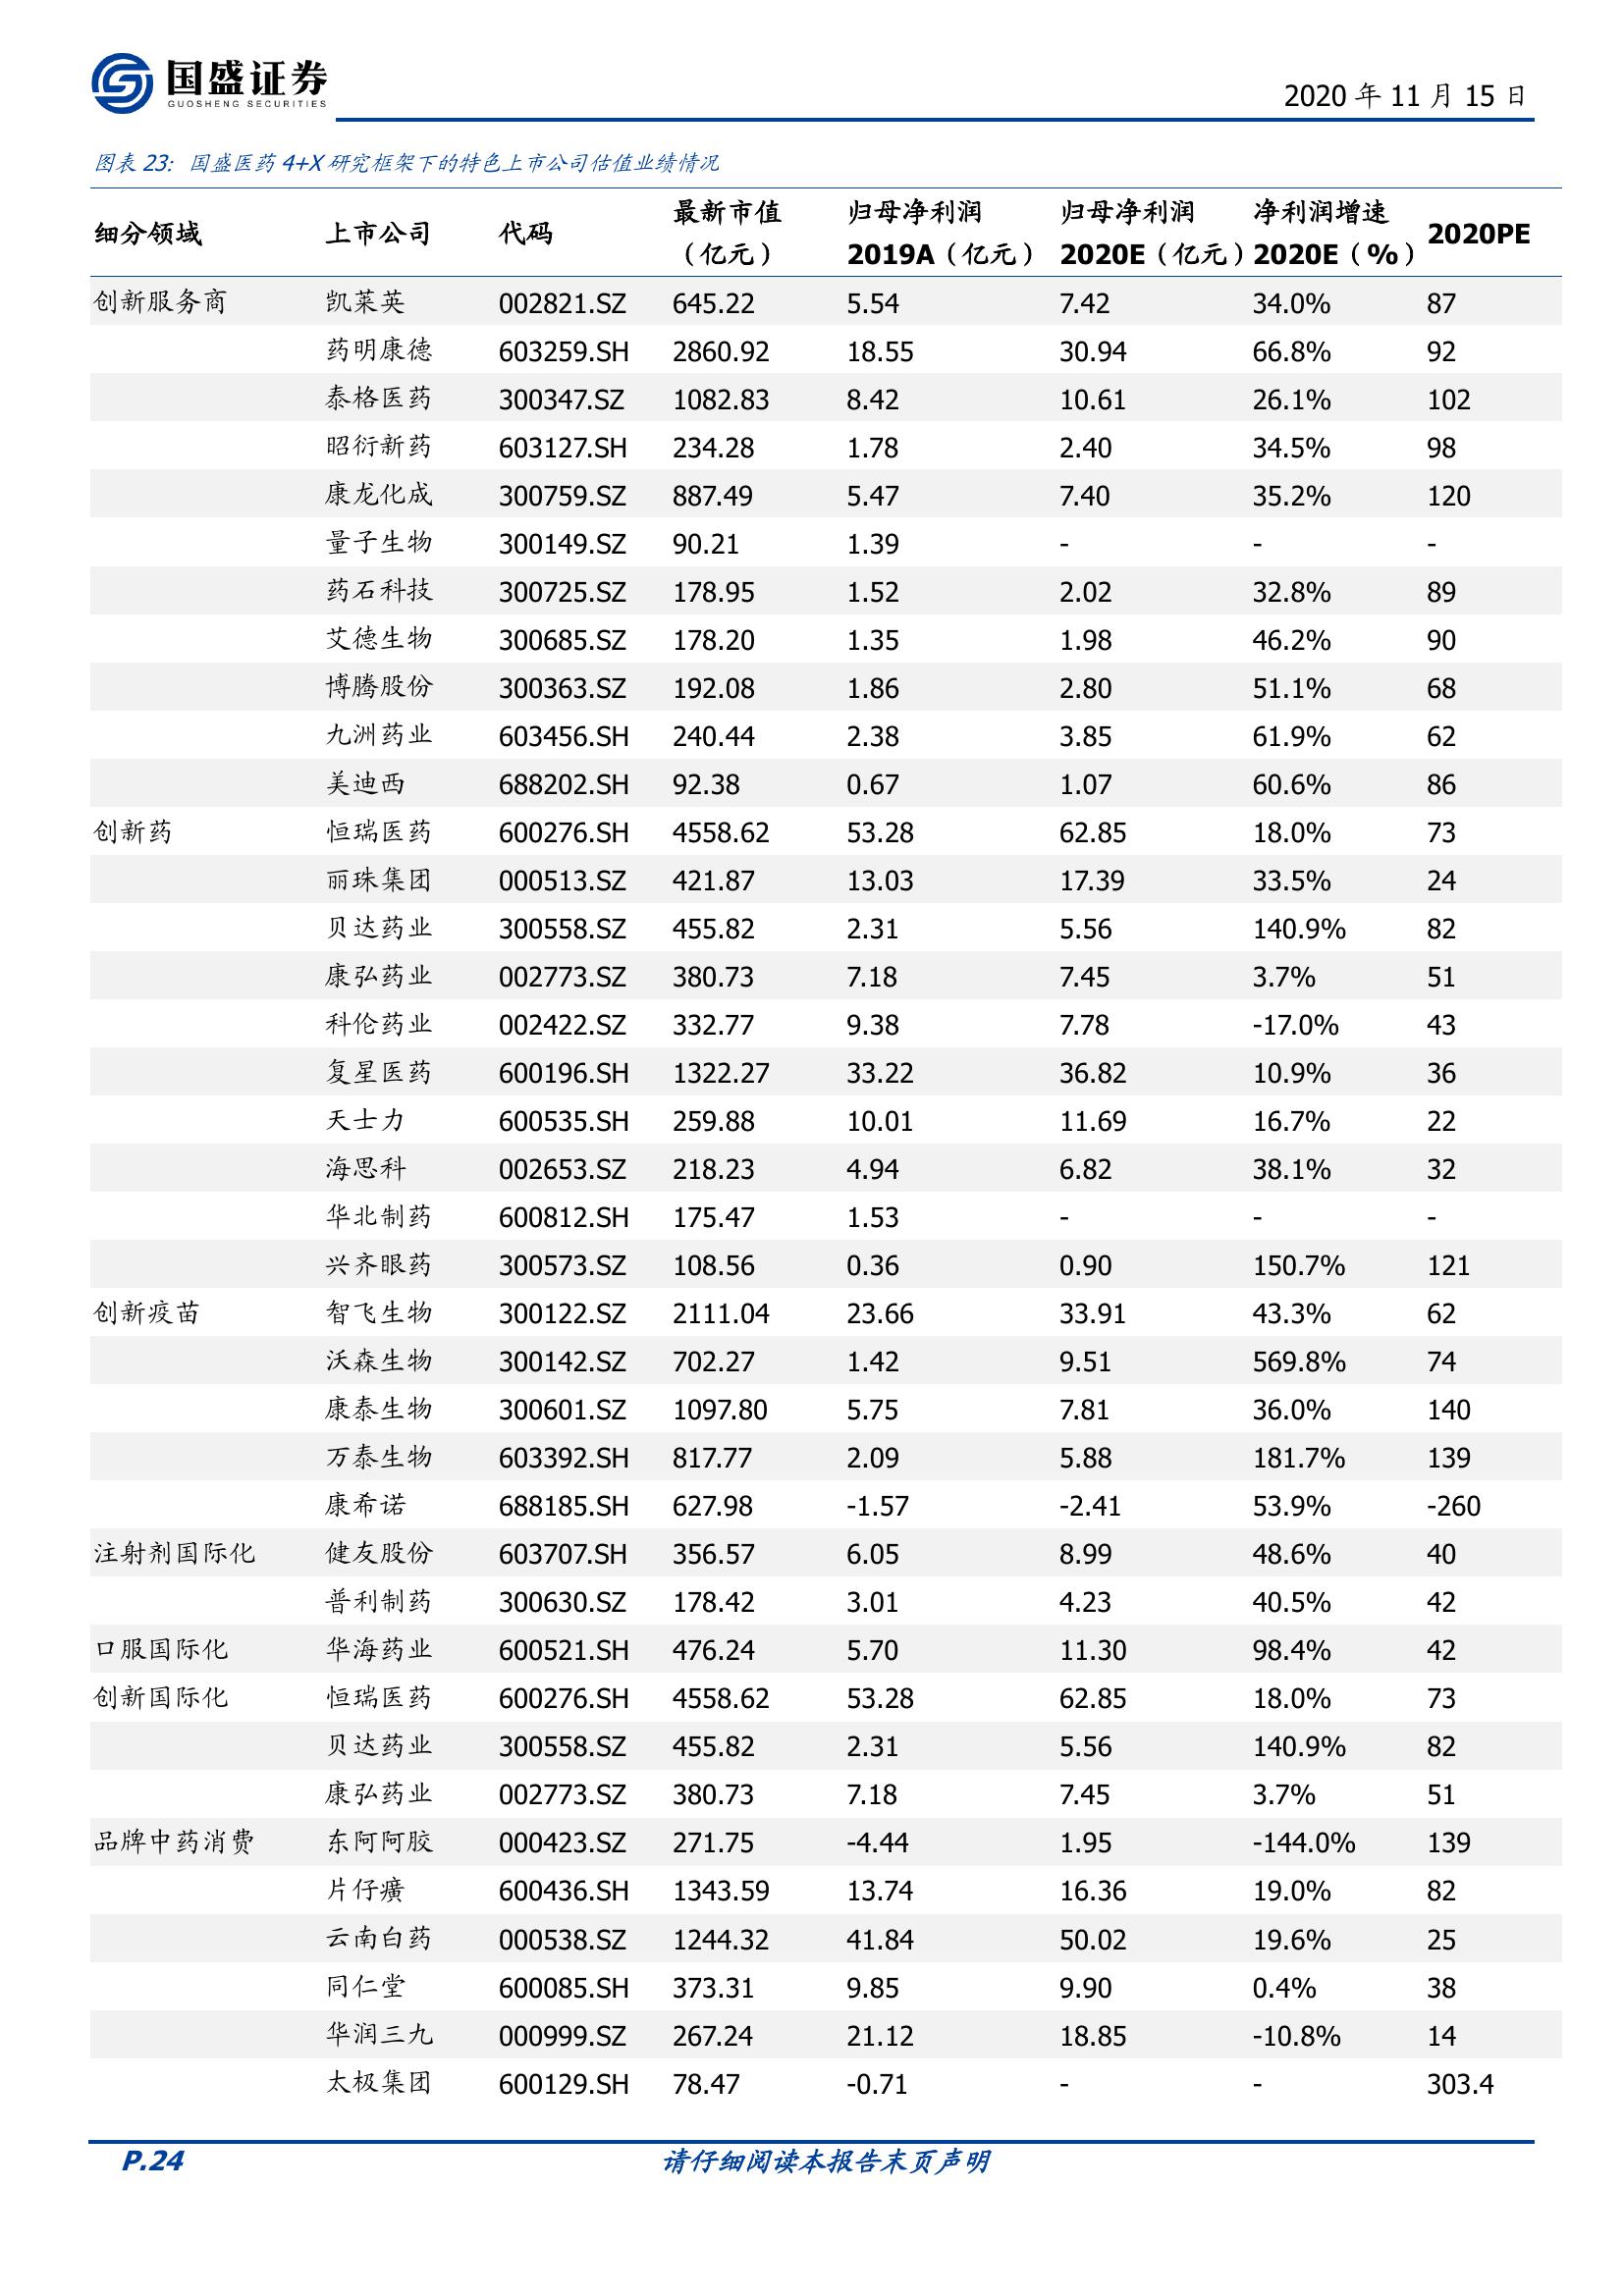 国盛证券
GUOSHENG SECURITIES
2020 年 11 月 15 日
图表 23: 国盛医药 4+X 研究框架下的特色上市公司估值业绩情况
细分领域 上市公司 代码 最新市值（亿元） 归母净利润 2019A（亿元） 归母净利润 2020E（亿元） 净利润增速 2020E（%） 2020PE
创新服务商 凯莱英 002821.SZ 645.22 5.54 7.42 34.0% 87
药明康德 603259.SH 2860.92 18.55 30.94 66.8% 92
泰格医药 300347.SZ 1082.83 8.42 10.61 26.1% 102
昭衍新药 603127.SH 234.28 1.78 2.40 34.5% 98
康龙化成 300759.SZ 887.49 5.47 7.40 35.2% 120
量子生物 300149.SZ 90.21 1.39 - - -
药石科技 300725.SZ 178.95 1.52 2.02 32.8% 89
艾德生物 300685.SZ 178.20 1.35 1.98 46.2% 90
博腾股份 300363.SZ 192.08 1.86 2.80 51.1% 68
九洲药业 603456.SH 240.44 2.38 3.85 61.9% 62
美迪西 688202.SH 92.38 0.67 1.07 60.6% 86
创新药 恒瑞医药 600276.SH 4558.62 53.28 62.85 18.0% 73
丽珠集团 000513.SZ 421.87 13.03 17.39 33.5% 24
贝达药业 300558.SZ 455.82 2.31 5.56 140.9% 82
康弘药业 002773.SZ 380.73 7.18 7.45 3.7% 51
科伦药业 002422.SZ 332.77 9.38 7.78 -17.0% 43
复星医药 600196.SH 1322.27 33.22 36.82 10.9% 36
天士力 600535.SH 259.88 10.01 11.69 16.7% 22
海思科 002653.SZ 218.23 4.94 6.82 38.1% 32
华北制药 600812.SH 175.47 1.53 - - -
兴齐眼药 300573.SZ 108.56 0.36 0.90 150.7% 121
创新疫苗 智飞生物 300122.SZ 2111.04 23.66 33.91 43.3% 62
沃森生物 300142.SZ 702.27 1.42 9.51 569.8% 74
康泰生物 300601.SZ 1097.80 5.75 7.81 36.0% 140
万泰生物 603392.SH 817.77 2.09 5.88 181.7% 139
康希诺 688185.SH 627.98 -1.57 -2.41 53.9% -260
注射剂国际化 健友股份 603707.SH 356.57 6.05 8.99 48.6% 40
普利制药 300630.SZ 178.42 3.01 4.23 40.5% 42
口服国际化 华海药业 600521.SH 476.24 5.70 11.30 98.4% 42
创新国际化 恒瑞医药 600276.SH 4558.62 53.28 62.85 18.0% 73
贝达药业 300558.SZ 455.82 2.31 5.56 140.9% 82
康弘药业 002773.SZ 380.73 7.18 7.45 3.7% 51
品牌中药消费 东阿阿胶 000423.SZ 271.75 -4.44 1.95 -144.0% 139
片仔癀 600436.SH 1343.59 13.74 16.36 19.0% 82
云南白药 000538.SZ 1244.32 41.84 50.02 19.6% 25
同仁堂 600085.SH 373.31 9.85 9.90 0.4% 38
华润三九 000999.SZ 267.24 21.12 18.85 -10.8% 14
太极集团 600129.SH 78.47 -0.71 - - 303.4
P.24 请仔细阅读本报告末页声明